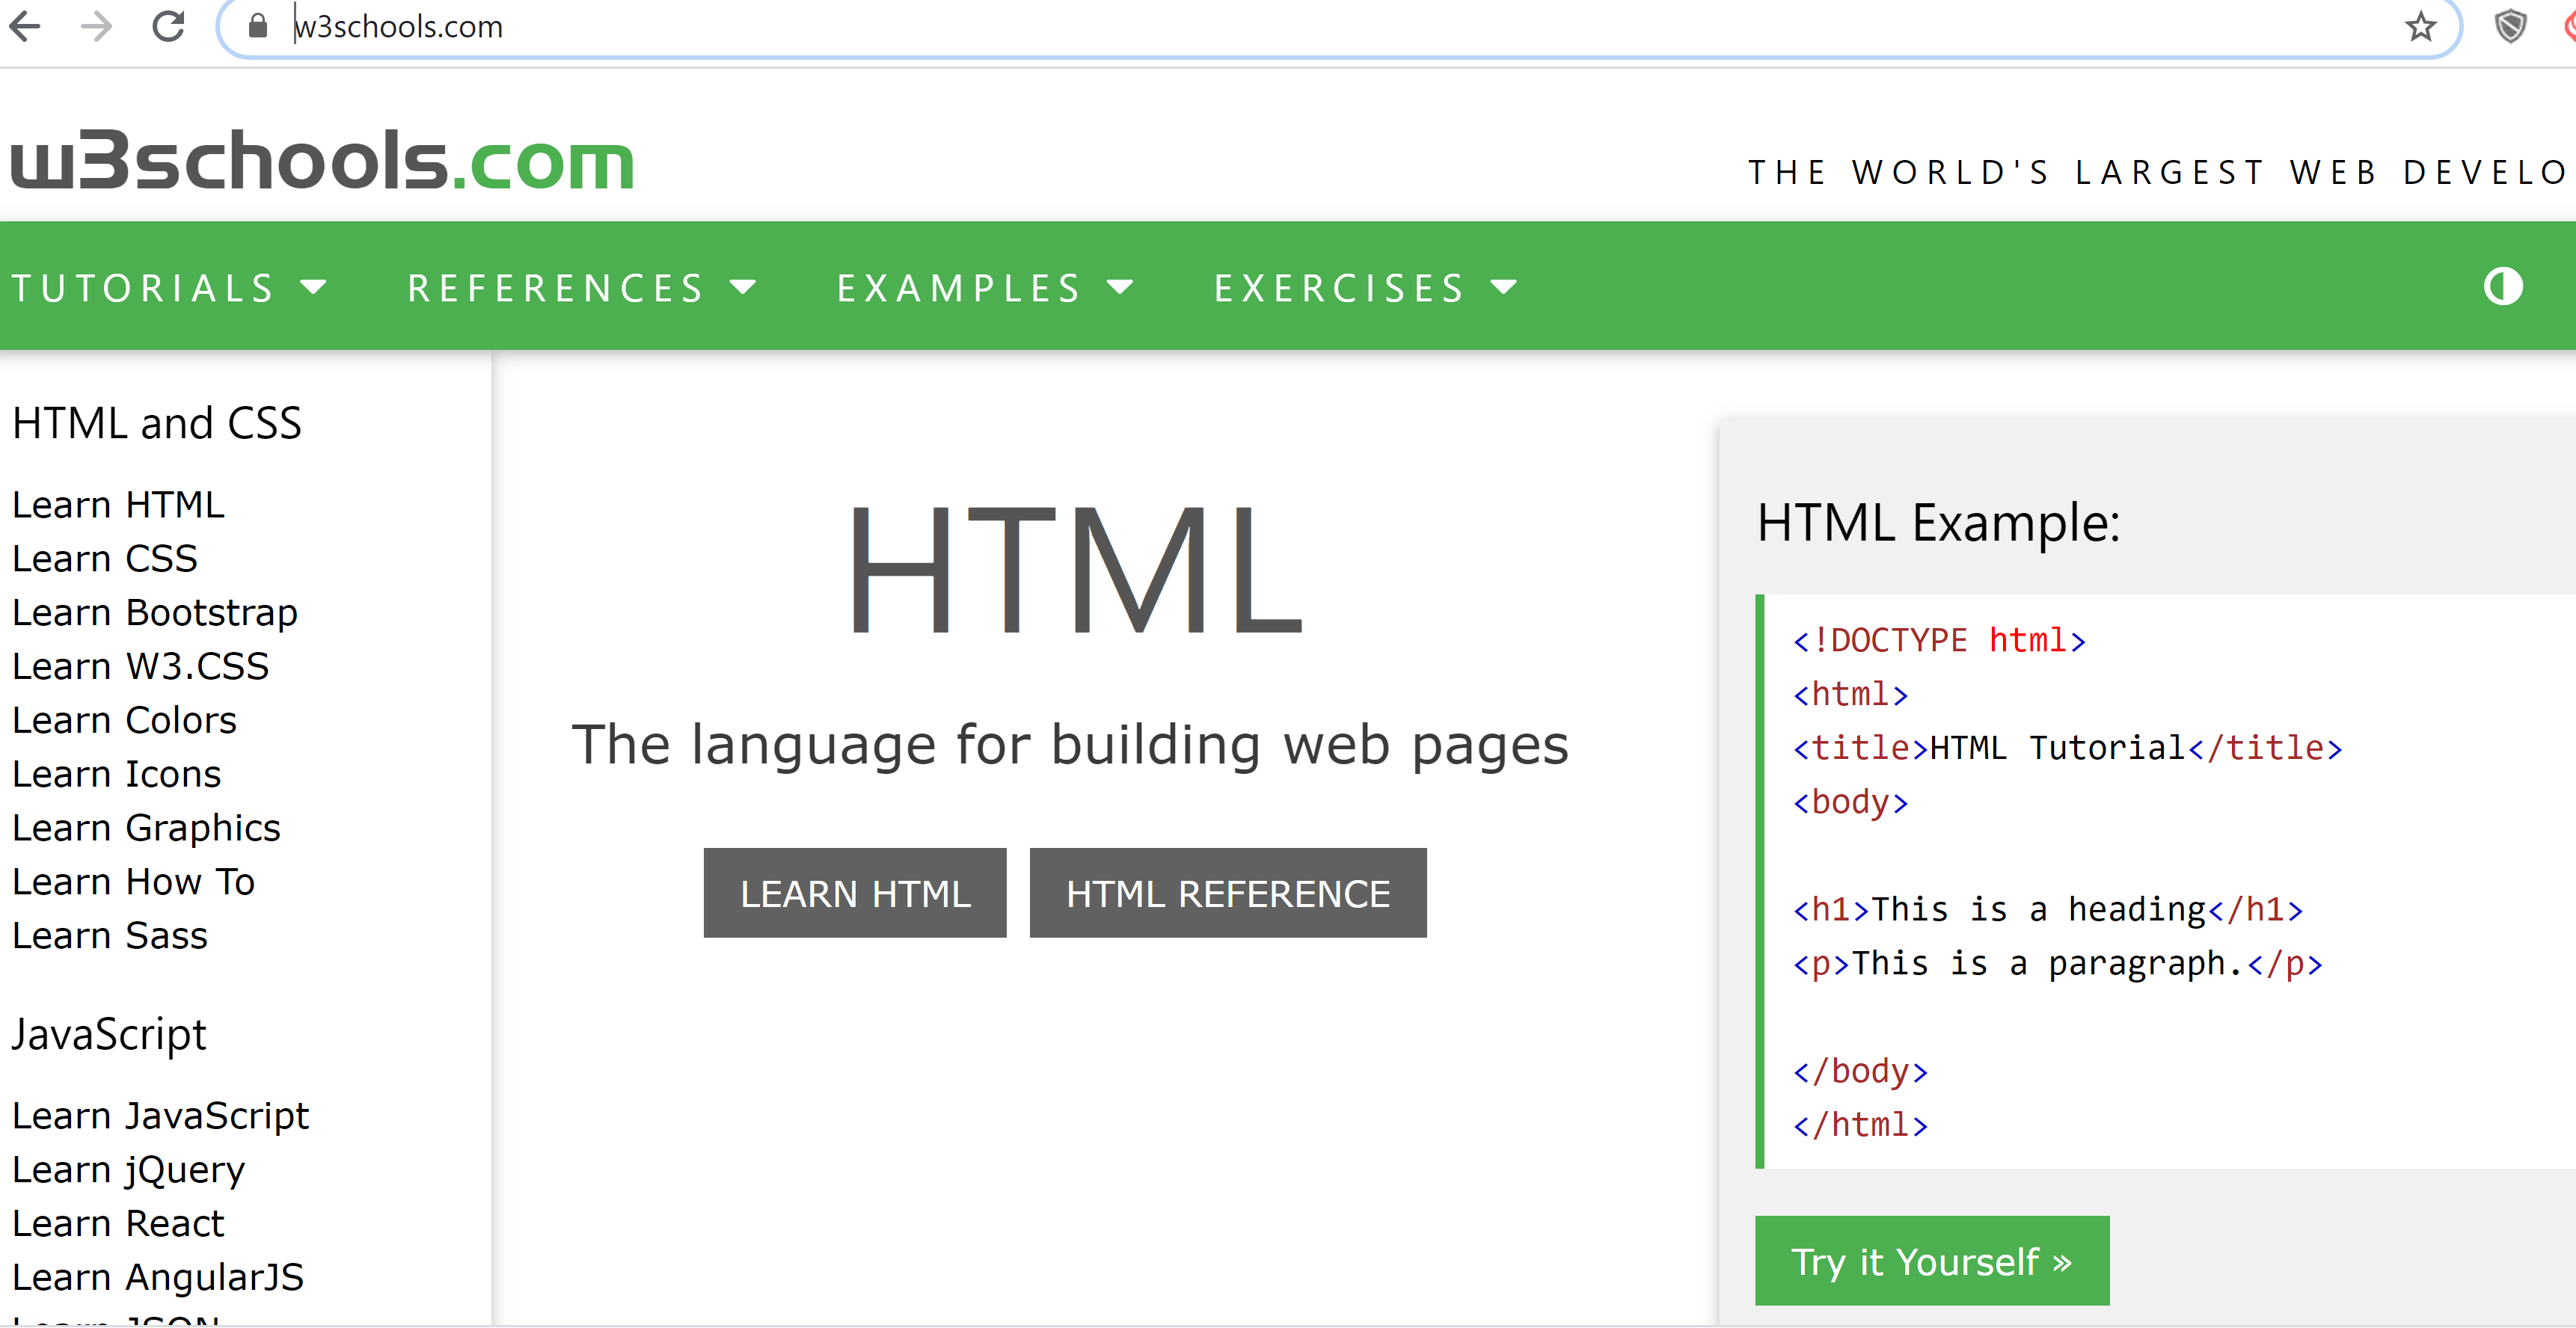 w3schools.com
w3schools.com
THE WORLD'S LARGEST WEB DEVELO
TUTORIALS REFERENCES EXAMPLES EXERCISES
HTML and CSS
Learn HTML
Learn CSS
Learn Bootstrap
Learn W3.CSS
Learn Colors
Learn Icons
Learn Graphics
Learn How To
Learn Sass
JavaScript
Learn JavaScript
Learn jQuery
Learn React
Learn AngularJS
Learn JSON
HTML
The language for building web pages
LEARN HTML HTML REFERENCE
HTML Example:
<!DOCTYPE html>
<html>
<title>HTML Tutorial</title>
<body>
<h1>This is a heading</h1>
<p>This is a paragraph.</p>
</body>
</html>
Try it Yourself »